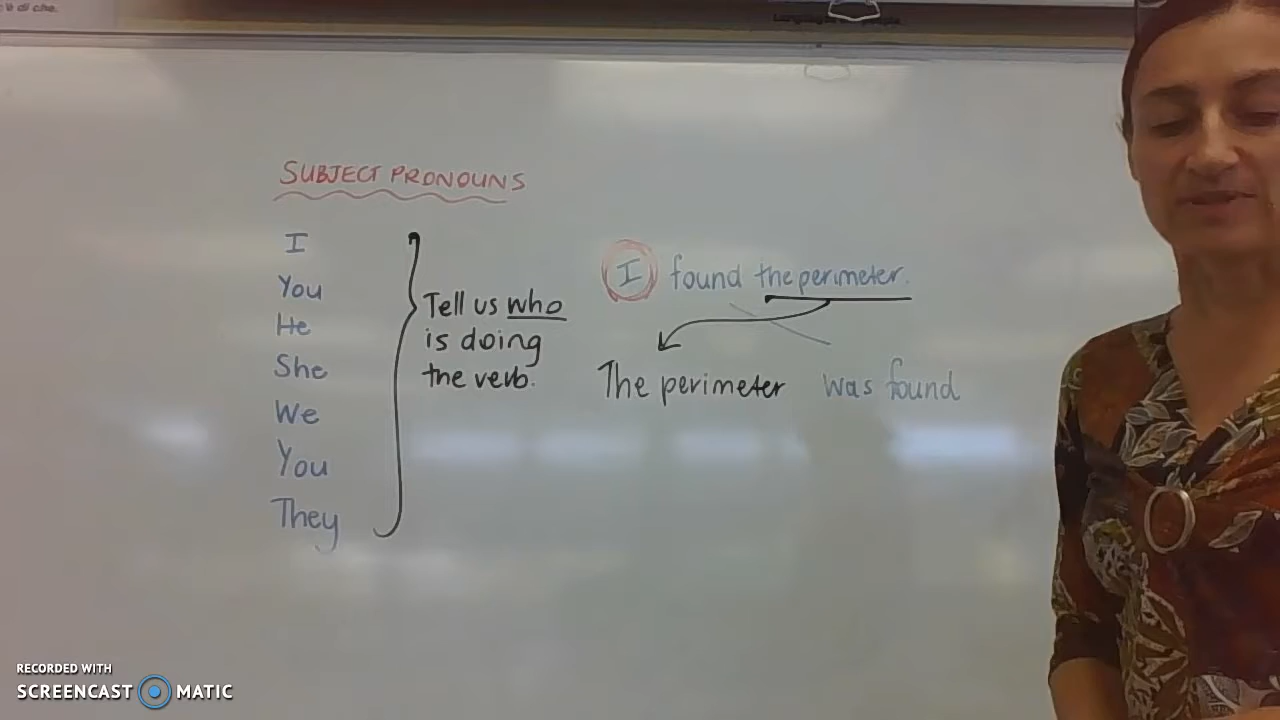 SUBJECT PRONOUNS
I
You
He
She
We
You
They
Tell us who
is doing
the verb.
I found the perimeter.
The perimeter was found
RECORDED WITH
SCREENCAST MATIC